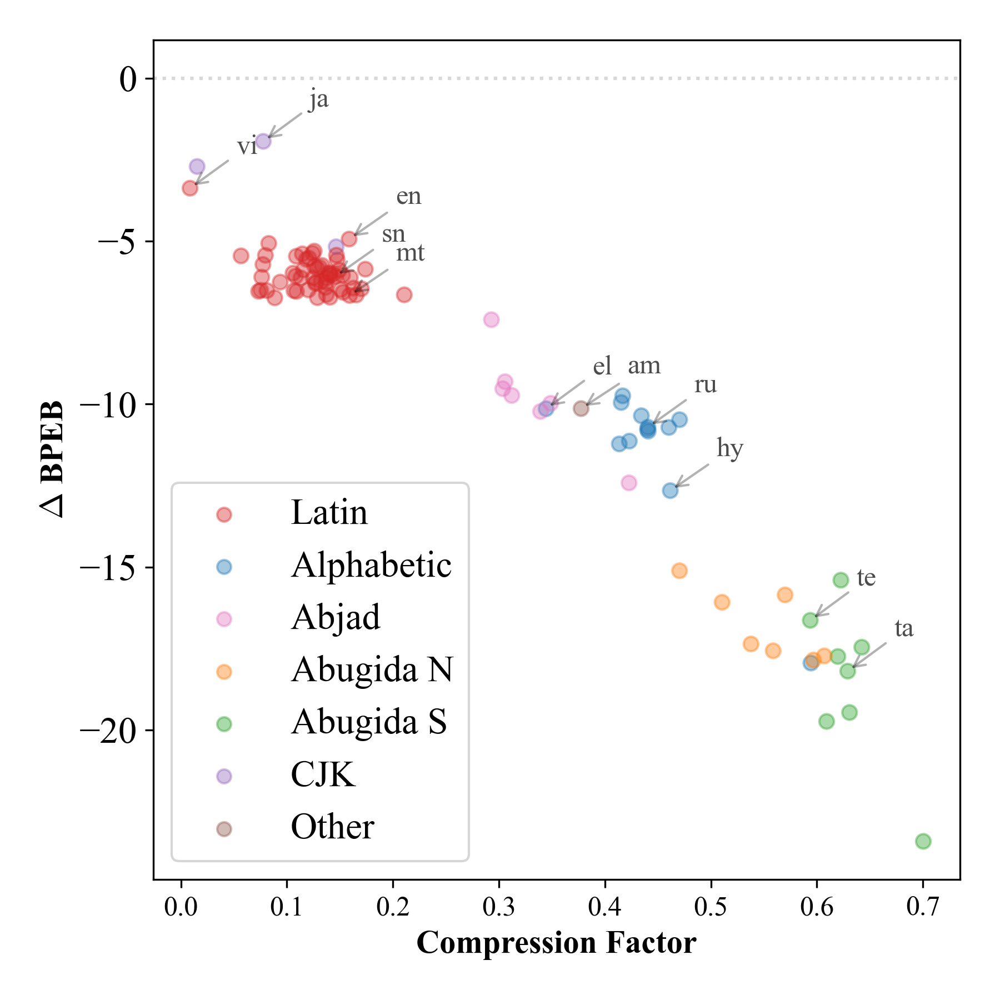 0
−5
−10
−15
−20
Δ BPEB
ja
vi
en
sn
mt
el
am
ru
hy
te
ta
Latin
Alphabetic
Abjad
Abugida N
Abugida S
CJK
Other
0.0 0.1 0.2 0.3 0.4 0.5 0.6 0.7
Compression Factor